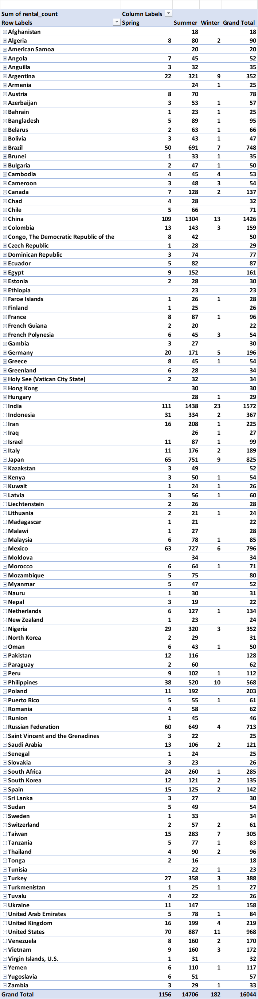 Sum of rental_count Column Labels
Row Labels Spring Summer Winter Grand Total
Afghanistan 18 18
Algeria 8 80 2 90
American Samoa 20 20
Angola 7 45 52
Anguilla 3 32 35
Argentina 22 321 9 352
Armenia 24 1 25
Austria 8 70 78
Azerbaijan 3 53 1 57
Bahrain 1 23 1 25
Bangladesh 5 89 1 95
Belarus 2 63 1 66
Bolivia 3 43 1 47
Brazil 50 691 7 748
Brunei 1 33 1 35
Bulgaria 2 47 1 50
Cambodia 4 45 4 53
Cameroon 3 48 3 54
Canada 7 128 2 137
Chad 4 28 32
Chile 5 66 71
China 109 1304 13 1426
Colombia 13 143 3 159
Congo, The Democratic Republic of the 8 42 50
Czech Republic 1 28 29
Dominican Republic 3 74 77
Ecuador 5 82 87
Egypt 9 152 161
Estonia 2 28 30
Ethiopia 23 23
Faroe Islands 1 26 1 28
Finland 1 25 26
France 8 87 1 96
French Guiana 2 20 22
French Polynesia 6 45 3 54
Gambia 3 27 30
Germany 20 171 5 196
Greece 8 45 1 54
Greenland 6 28 34
Holy See (Vatican City State) 2 32 34
Hong Kong 30 30
Hungary 28 1 29
India 111 1438 23 1572
Indonesia 31 334 2 367
Iran 16 208 1 225
Iraq 26 1 27
Israel 11 87 1 99
Italy 11 176 2 189
Japan 65 751 9 825
Kazakstan 3 49 52
Kenya 3 50 1 54
Kuwait 1 24 1 26
Latvia 3 56 1 60
Liechtenstein 2 26 28
Lithuania 2 21 1 24
Madagascar 1 21 22
Malawi 1 27 28
Malaysia 6 78 1 85
Mexico 63 727 6 796
Moldova 34 34
Morocco 6 64 1 71
Mozambique 5 75 80
Myanmar 5 47 52
Nauru 1 30 31
Nepal 3 19 22
Netherlands 6 127 1 134
New Zealand 1 23 24
Nigeria 29 320 3 352
North Korea 2 29 31
Oman 6 43 1 50
Pakistan 12 116 128
Paraguay 2 60 62
Peru 9 102 1 112
Philippines 38 520 10 568
Poland 11 192 203
Puerto Rico 5 55 1 61
Romania 4 58 62
Runion 1 45 46
Russian Federation 60 649 4 713
Saint Vincent and the Grenadines 3 22 25
Saudi Arabia 13 106 2 121
Senegal 1 24 25
Slovakia 3 23 26
South Africa 24 260 1 285
South Korea 12 121 2 135
Spain 15 125 2 142
Sri Lanka 3 27 30
Sudan 5 49 54
Sweden 1 33 34
Switzerland 2 57 2 61
Taiwan 15 283 7 305
Tanzania 5 77 1 83
Thailand 4 90 2 96
Tonga 2 16 18
Tunisia 22 1 23
Turkey 27 358 3 388
Turkmenistan 1 25 1 27
Tuvalu 4 22 26
Ukraine 11 147 158
United Arab Emirates 5 78 1 84
United Kingdom 16 199 4 219
United States 70 887 11 968
Venezuela 8 160 2 170
Vietnam 9 160 3 172
Virgin Islands, U.S. 1 31 32
Yemen 6 110 1 117
Yugoslavia 6 51 57
Zambia 3 29 1 33
Grand Total 1156 14706 182 16044